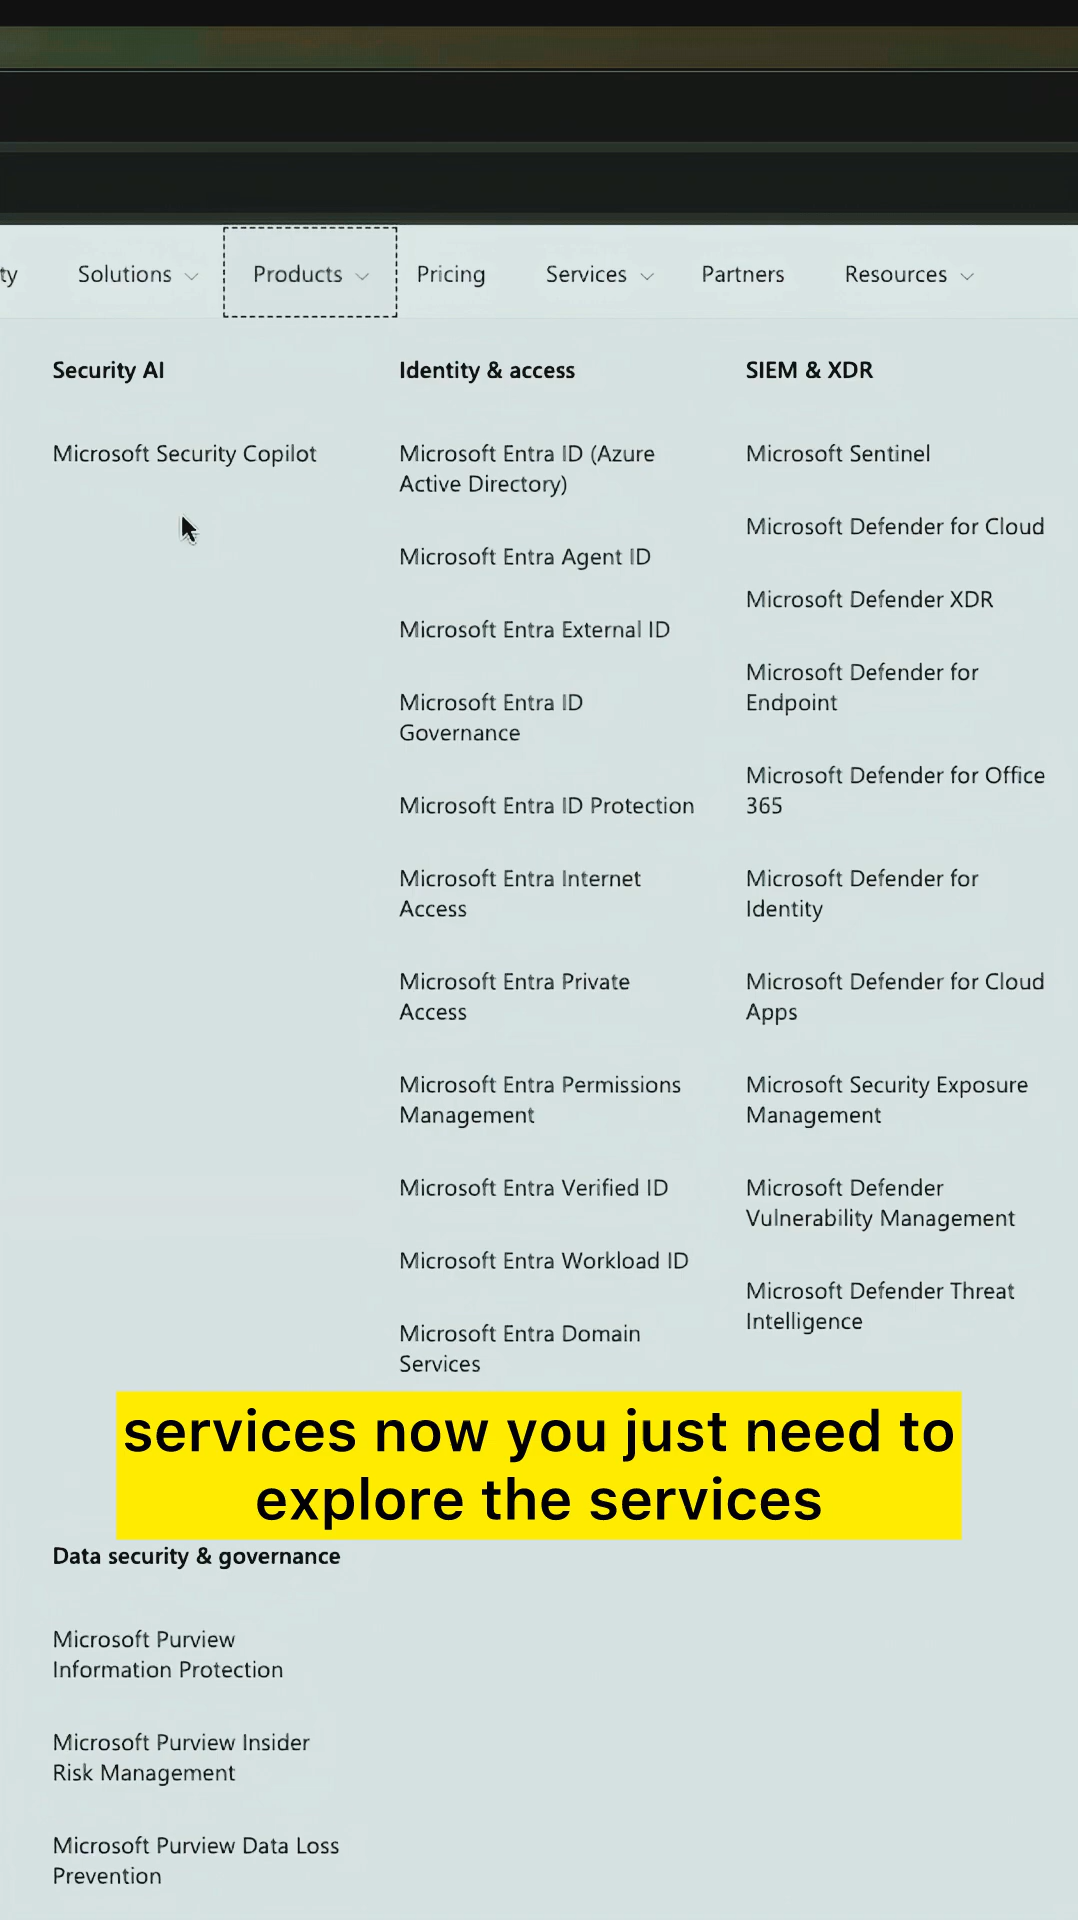 ty Solutions Products Pricing Services Partners Resources
Security AI
Microsoft Security Copilot
Identity & access
Microsoft Entra ID (Azure
Active Directory)
Microsoft Entra Agent ID
Microsoft Entra External ID
Microsoft Entra ID
Governance
Microsoft Entra ID Protection
Microsoft Entra Internet
Access
Microsoft Entra Private
Access
Microsoft Entra Permissions
Management
Microsoft Entra Verified ID
Microsoft Entra Workload ID
Microsoft Entra Domain
Services
SIEM & XDR
Microsoft Sentinel
Microsoft Defender for Cloud
Microsoft Defender XDR
Microsoft Defender for
Endpoint
Microsoft Defender for Office
365
Microsoft Defender for
Identity
Microsoft Defender for Cloud
Apps
Microsoft Security Exposure
Management
Microsoft Defender
Vulnerability Management
Microsoft Defender Threat
Intelligence
services now you just need to
explore the services
Data security & governance
Microsoft Purview
Information Protection
Microsoft Purview Insider
Risk Management
Microsoft Purview Data Loss
Prevention